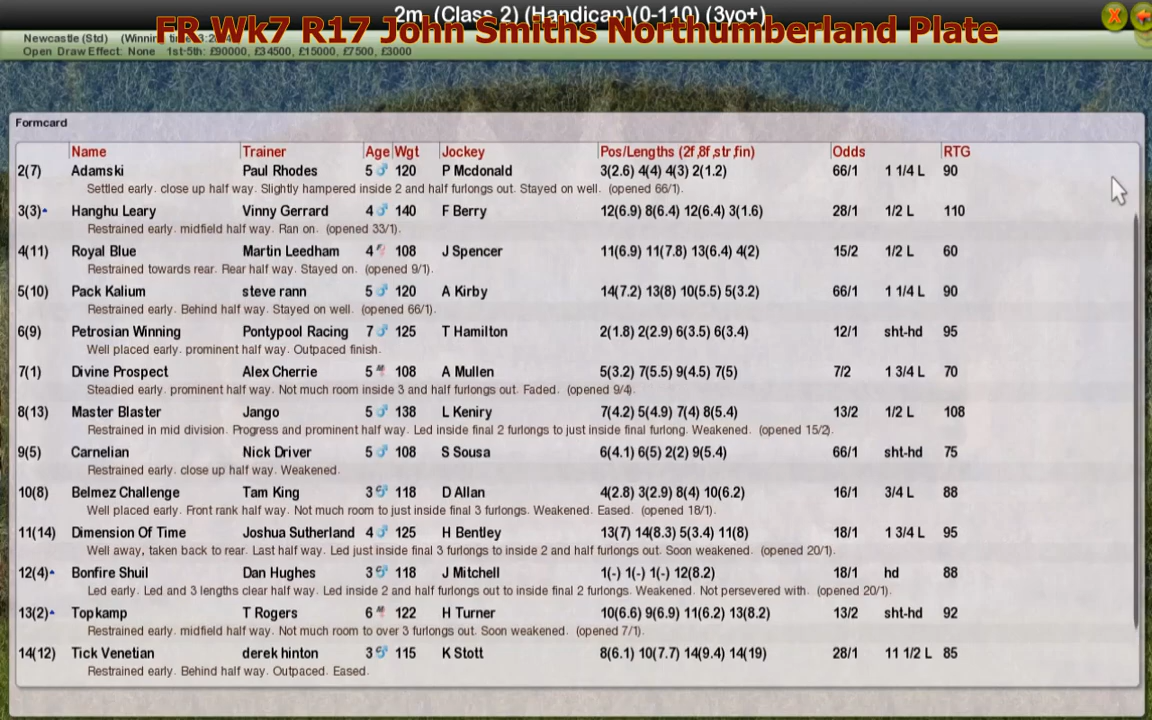 2m (Class 2) (Handicap)(0-110) (3yo+)
FR Wk7 R17 John Smiths Northumberland Plate
Newcastle (Std) (Winnin
Open Draw Effect: None 1st-5th: £90000, £34500, £15000, £7500, £3000
Formcard
Name Trainer Age Wgt Jockey Pos/Lengths (2f,8f,str,fin) Odds RTG
2(7) Adamski Paul Rhodes 5 120 P Mcdonald 3(2.6) 4(4) 4(3) 2(1.2) 66/1 1 1/4 L 90
Settled early. close up half way. Slightly hampered inside 2 and half furlongs out. Stayed on well. (opened 66/1).
3(3) Hanghu Leary Vinny Gerrard 4 140 F Berry 12(6.9) 8(6.4) 12(6.4) 3(1.6) 28/1 1/2 L 110
Restrained early. midfield half way. Ran on. (opened 33/1).
4(11) Royal Blue Martin Leedham 4 108 J Spencer 11(6.9) 11(7.8) 13(6.4) 4(2) 15/2 1/2 L 60
Restrained towards rear. Rear half way. Stayed on. (opened 9/1).
5(10) Pack Kalium steve rann 5 120 A Kirby 14(7.2) 13(8) 10(5.5) 5(3.2) 66/1 1 1/4 L 90
Restrained early. Behind half way. Stayed on well. (opened 66/1).
6(9) Petrosian Winning Pontypool Racing 7 125 T Hamilton 2(1.8) 2(2.9) 6(3.5) 6(3.4) 12/1 sht-hd 95
Well placed early. prominent half way. Outpaced finish.
7(1) Divine Prospect Alex Cherrie 5 108 A Mullen 5(3.2) 7(5.5) 9(4.5) 7(5) 7/2 1 3/4 L 70
Steadied early. prominent half way. Not much room inside 3 and half furlongs out. Faded. (opened 9/4).
8(13) Master Blaster Jango 5 138 L Keniry 7(4.2) 5(4.9) 7(4) 8(5.4) 13/2 1/2 L 108
Restrained in mid division. Progress and prominent half way. Led inside final 2 furlongs to just inside final furlong. Weakened. (opened 15/2).
9(5) Carnelian Nick Driver 5 108 S Sousa 6(4.1) 6(5) 2(2) 9(5.4) 66/1 sht-hd 75
Restrained early. close up half way. Weakened.
10(8) Belmez Challenge Tam King 3 118 D Allan 4(2.8) 3(2.9) 8(4) 10(6.2) 16/1 3/4 L 88
Well placed early. Front rank half way. Not much room to just inside final 3 furlongs. Weakened. Eased. (opened 18/1).
11(14) Dimension Of Time Joshua Sutherland 4 125 H Bentley 13(7) 14(8.3) 5(3.4) 11(8) 18/1 1 3/4 L 95
Well away, taken back to rear. Last half way. Led just inside final 3 furlongs to inside 2 and half furlongs out. Soon weakened. (opened 20/1).
12(4) Bonfire Shuil Dan Hughes 3 118 J Mitchell 1(-) 1(-) 1(-) 12(8.2) 18/1 hd 88
Led early. Led and 3 lengths clear half way. Led inside 2 and half furlongs out to inside final 2 furlongs. Weakened. Not persevered with. (opened 20/1).
13(2) Topkamp T Rogers 6 122 H Turner 10(6.6) 9(6.9) 11(6.2) 13(8.2) 13/2 sht-hd 92
Restrained early. midfield half way. Not much room to over 3 furlongs out. Soon weakened. (opened 7/1).
14(12) Tick Venetian derek hinton 3 115 K Stott 8(6.1) 10(7.7) 14(9.4) 14(19) 28/1 11 1/2 L 85
Restrained early. Behind half way. Outpaced. Eased.